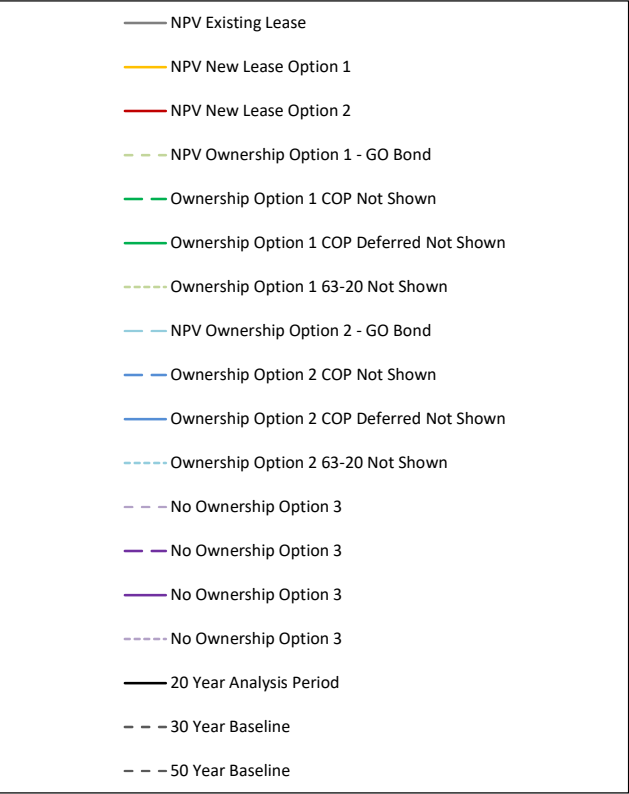 NPV Existing Lease
NPV New Lease Option 1
NPV New Lease Option 2
NPV Ownership Option 1 - GO Bond
Ownership Option 1 COP Not Shown
Ownership Option 1 COP Deferred Not Shown
Ownership Option 1 63-20 Not Shown
NPV Ownership Option 2 - GO Bond
Ownership Option 2 COP Not Shown
Ownership Option 2 COP Deferred Not Shown
Ownership Option 2 63-20 Not Shown
No Ownership Option 3
No Ownership Option 3
No Ownership Option 3
No Ownership Option 3
20 Year Analysis Period
30 Year Baseline
50 Year Baseline